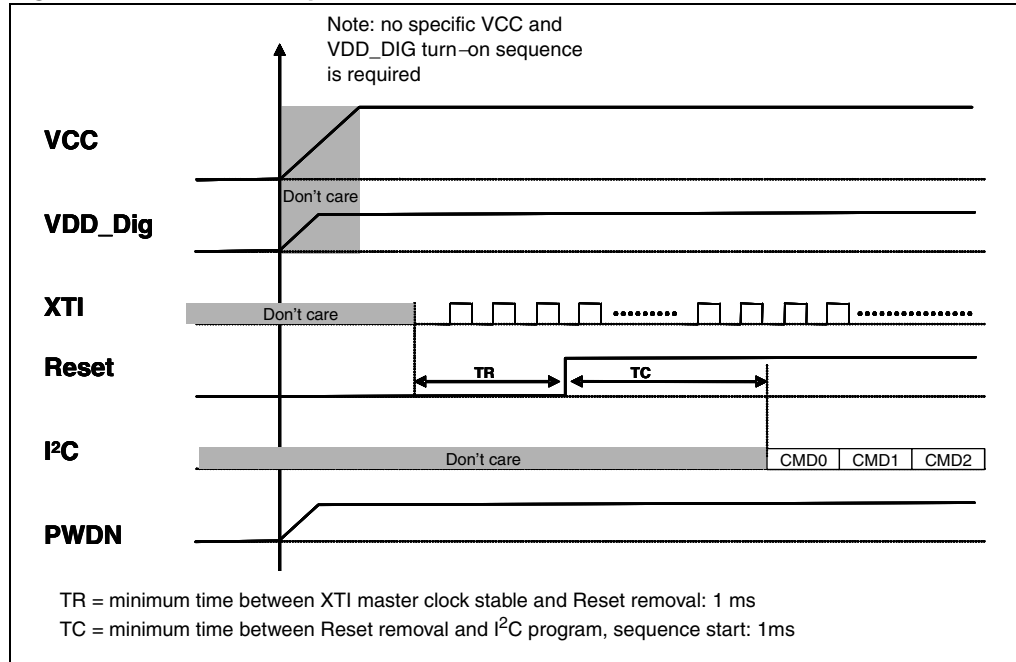 Note: no specific VCC and
VDD_DIG turn–on sequence
is required
VCC
Don't care
VDD_Dig
XTI
Don't care
Reset
TR
TC
I²C
Don't care
CMD0 CMD1 CMD2
PWDN
TR = minimum time between XTI master clock stable and Reset removal: 1 ms
TC = minimum time between Reset removal and I²C program, sequence start: 1ms